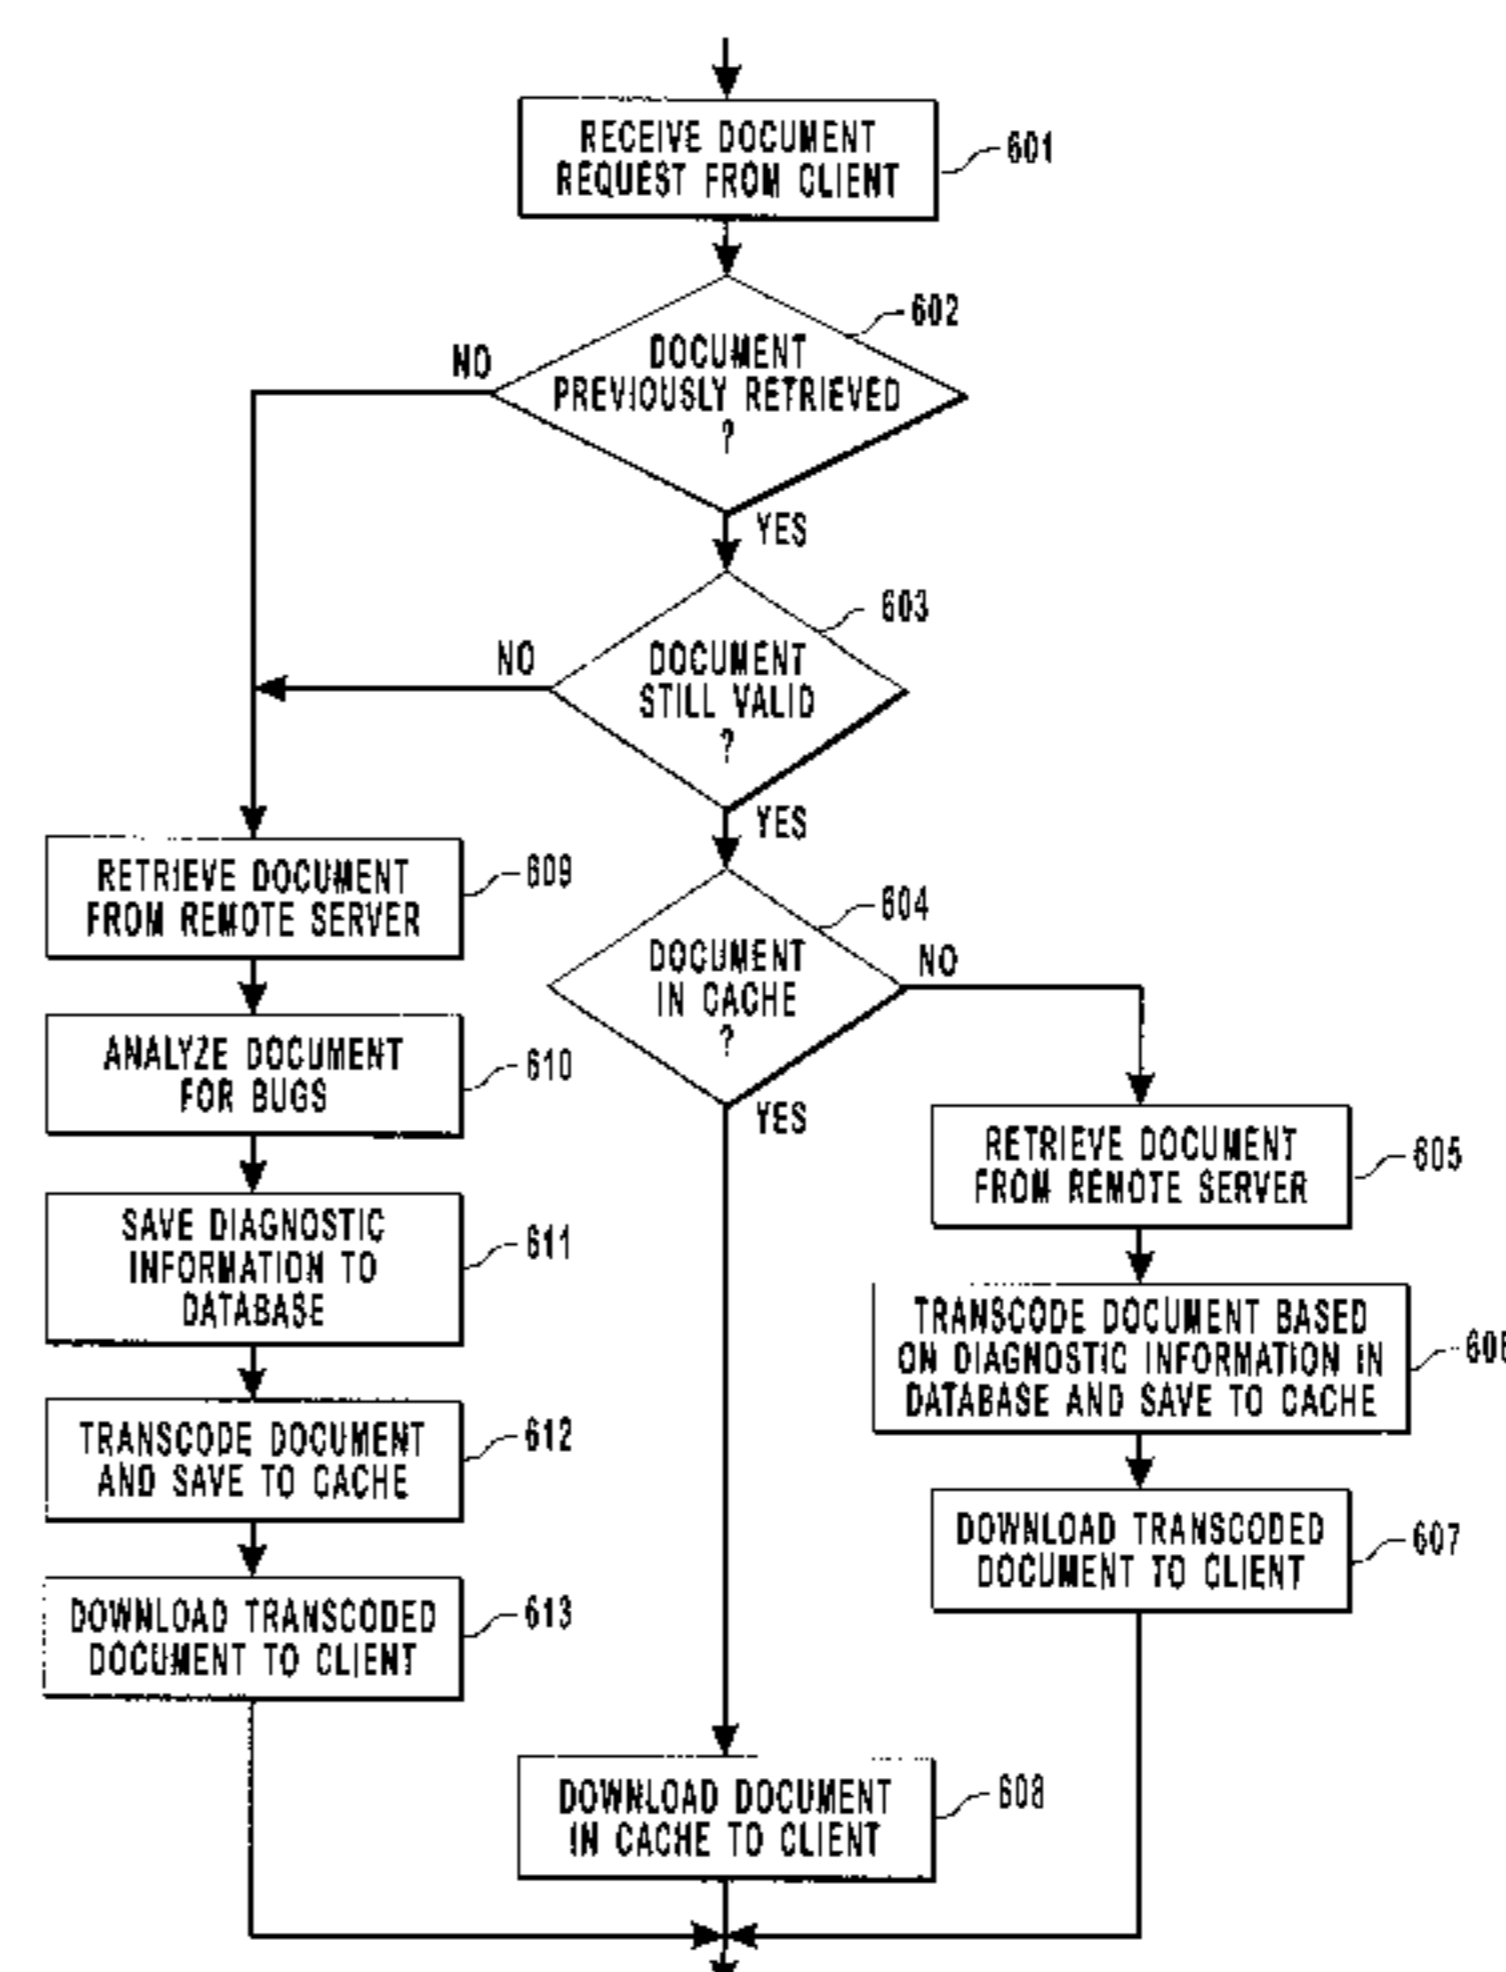 RECEIVE DOCUMENT
REQUEST FROM CLIENT
601
602
DOCUMENT
PREVIOUSLY RETRIEVED
?
NO
YES
603
DOCUMENT
STILL VALID
?
NO
YES
604
DOCUMENT
IN CACHE
?
NO
YES
RETRIEVE DOCUMENT
FROM REMOTE SERVER
609
ANALYZE DOCUMENT
FOR BUGS
610
SAVE DIAGNOSTIC
INFORMATION TO
DATABASE
611
TRANSCODE DOCUMENT
AND SAVE TO CACHE
612
DOWNLOAD TRANSCODED
DOCUMENT TO CLIENT
613
RETRIEVE DOCUMENT
FROM REMOTE SERVER
605
TRANSCODE DOCUMENT BASED
ON DIAGNOSTIC INFORMATION IN
DATABASE AND SAVE TO CACHE
606
DOWNLOAD TRANSCODED
DOCUMENT TO CLIENT
607
DOWNLOAD DOCUMENT
IN CACHE TO CLIENT
608